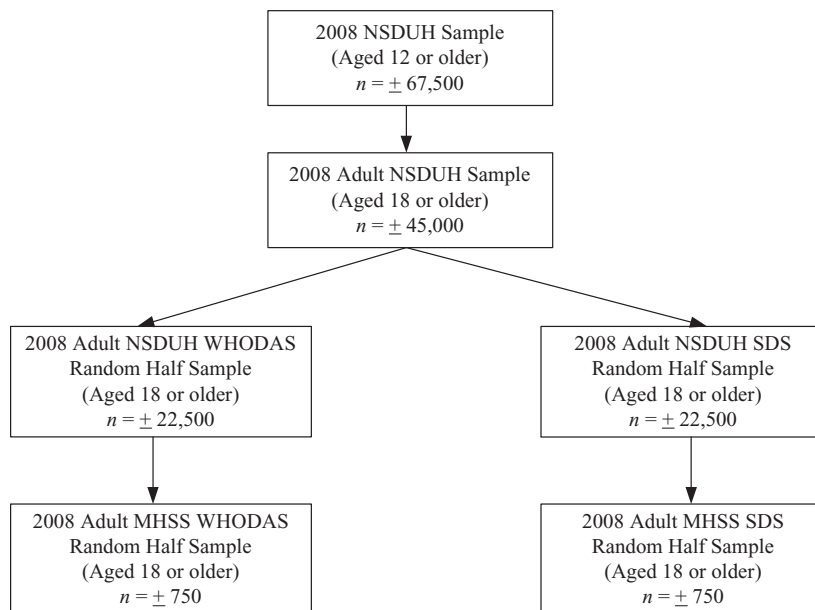 2008 NSDUH Sample
(Aged 12 or older)
n = ± 67,500
2008 Adult NSDUH Sample
(Aged 18 or older)
n = ± 45,000
2008 Adult NSDUH WHODAS
Random Half Sample
(Aged 18 or older)
n = ± 22,500
2008 Adult NSDUH SDS
Random Half Sample
(Aged 18 or older)
n = ± 22,500
2008 Adult MHSS WHODAS
Random Half Sample
(Aged 18 or older)
n = ± 750
2008 Adult MHSS SDS
Random Half Sample
(Aged 18 or older)
n = ± 750